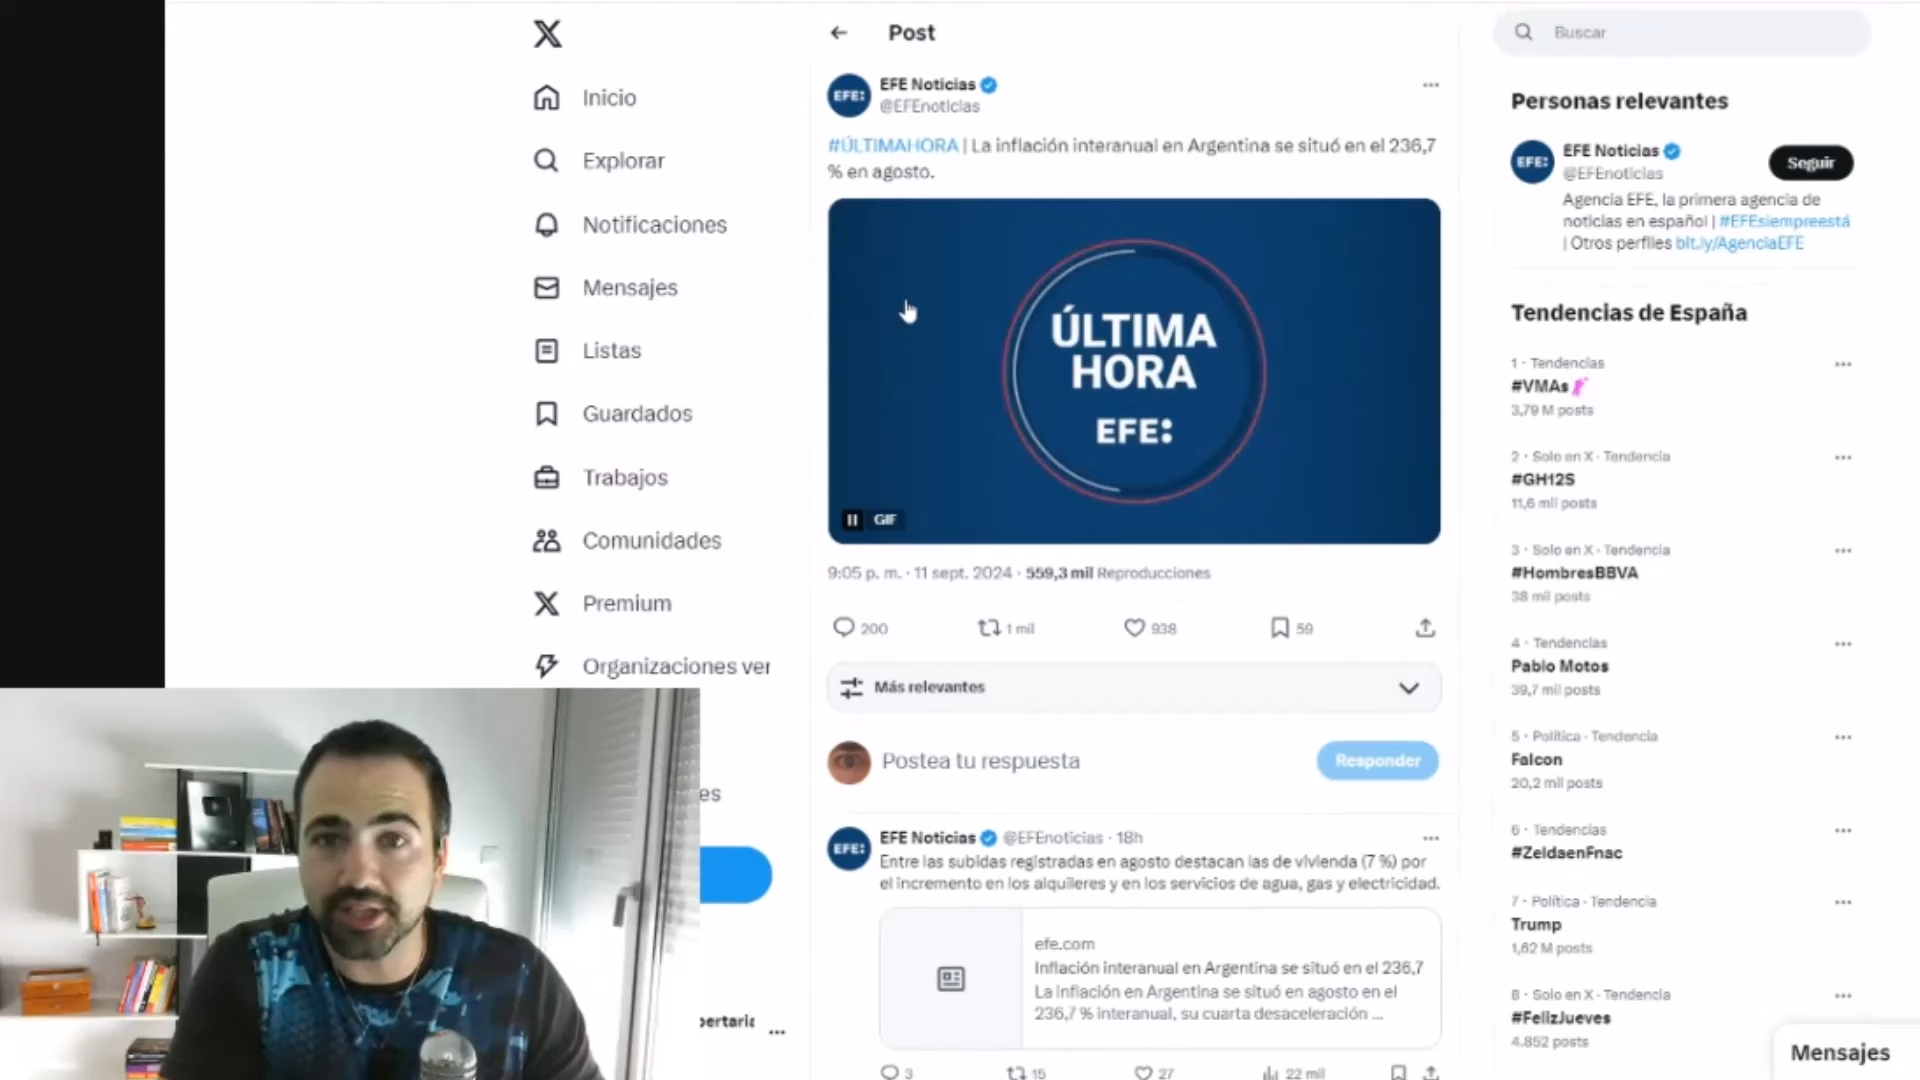 Inicio
Explorar
Notificaciones
Mensajes
Listas
Guardados
Trabajos
Comunidades
Premium
Organizaciones ver
es
pertaric
Post
EFE:
EFE Noticias
@EFEnoticias
#ÚLTIMAHORA | La inflación interanual en Argentina se situó en el 236,7
% en agosto.
ÚLTIMA
HORA
EFE:
GIF
9:05 p. m. · 11 sept. 2024 · 559,3 mil Reproducciones
200
1 mil
938
59
Más relevantes
Postea tu respuesta
Responder
EFE:
EFE Noticias @EFEnoticias · 18h
Entre las subidas registradas en agosto destacan las de vivienda (7 %) por
el incremento en los alquileres y en los servicios de agua, gas y electricidad.
efe.com
Inflación interanual en Argentina se situó en el 236,7
La inflación en Argentina se situó en agosto en el
236,7 % interanual, su cuarta desaceleración ...
3
15
27
22 mil
Buscar
Personas relevantes
EFE:
EFE Noticias
@EFEnoticias
Seguir
Agencia EFE, la primera agencia de
noticias en español | #EFEsiempreestá
| Otros perfiles bit.ly/AgenciaEFE
Tendencias de España
1 · Tendencias
#VMAs
3,79 M posts
2 · Solo en X · Tendencia
#GH12S
11,6 mil posts
3 · Solo en X · Tendencia
#HombresBBVA
38 mil posts
4 · Tendencias
Pablo Motos
39,7 mil posts
5 · Política · Tendencia
Falcon
20,2 mil posts
6 · Tendencias
#ZeldaenFnac
7 · Política · Tendencia
Trump
1,62 M posts
8 · Solo en X · Tendencia
#FelizJueves
4.852 posts
Mensajes